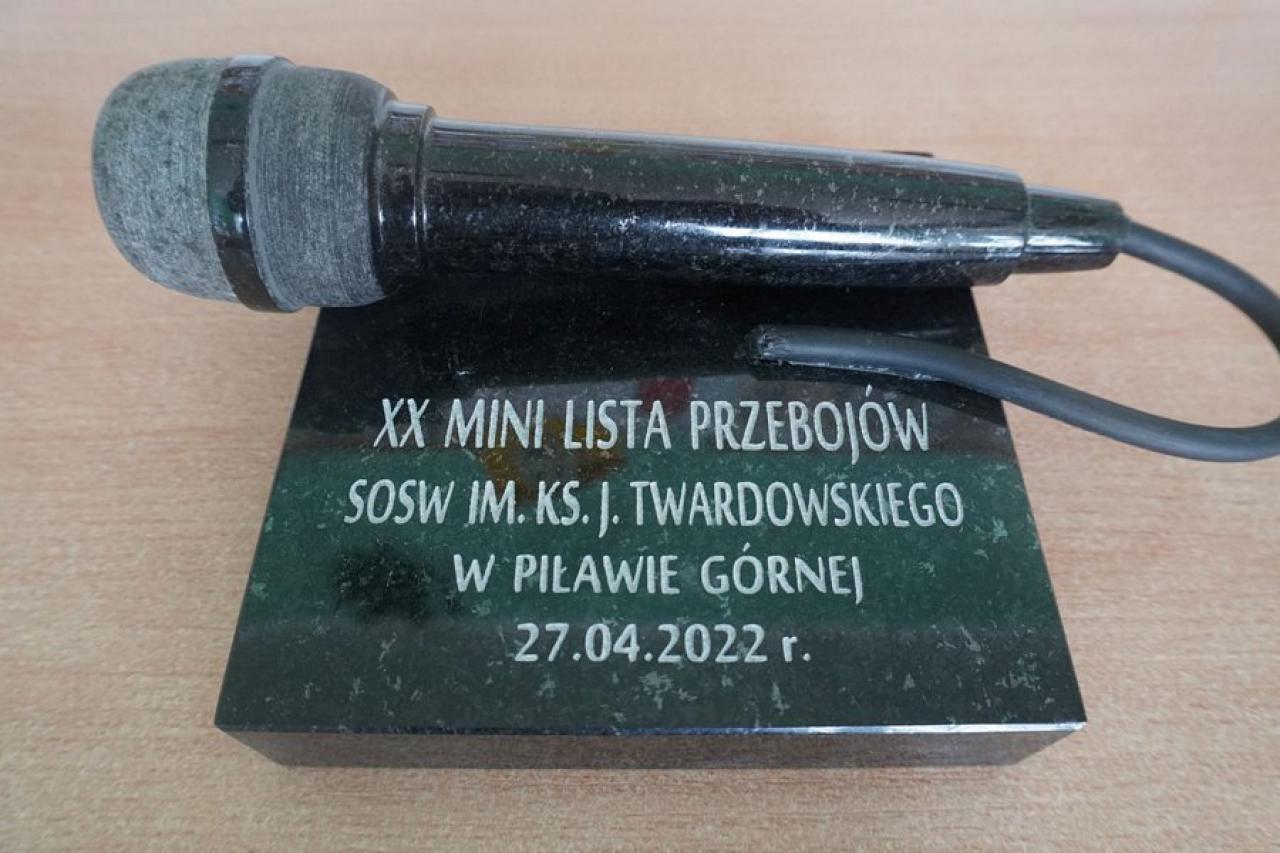 XX MINI LISTA PRZEBOJÓW
SOSW IM. KS. J. TWARDOWSKIEGO
W PIŁAWIE GÓRNEJ
27.04.2022 r.